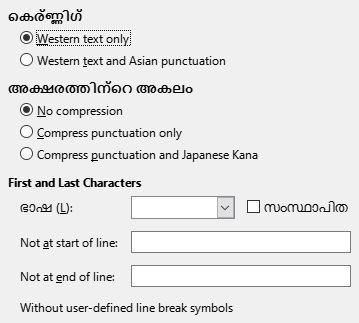 കെര്‍ണ്ണിഗ്
Western text only
Western text and Asian punctuation
അക്ഷരത്തിന്റെ അകലം
No compression
Compress punctuation only
Compress punctuation and Japanese Kana
First and Last Characters
ഭാഷ (L): സംസ്ഥാപിത
Not at start of line:
Not at end of line:
Without user-defined line break symbols